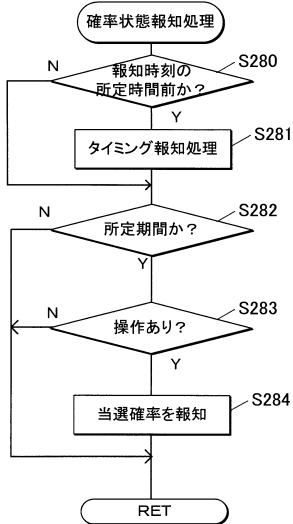 確率状態報知処理
N
S280
報知時刻の
所定時間前か？
Y
S281
タイミング報知処理
N
S282
所定期間か？
Y
S283
N
操作あり？
Y
S284
当選確率を報知
RET